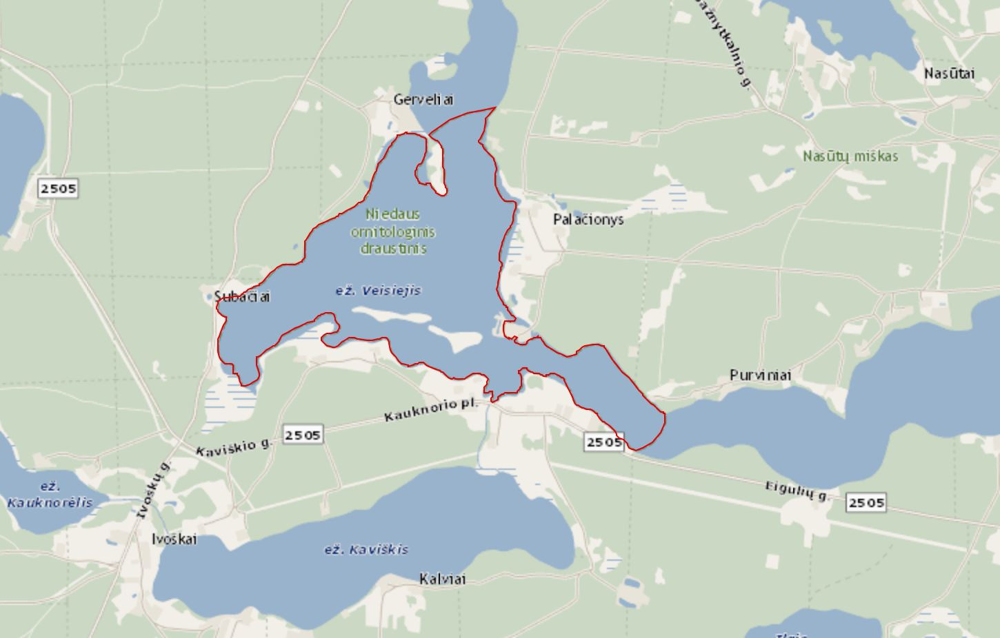 ažnytkalnio g.
Nasūtai
Gerveliai
Nasūtų miškas
2505
Niedaus
ornitologinis
draustinis
Palačionys
ež. Veisiejis
Subačiai
Purviniai
Kauknorio pl.
2505
2505
Kaviškio g.
Ivoškų g.
ež.
Kauknorėlis
Eigulių g.
2505
Ivoškai
ež. Kaviškis
Kalviai